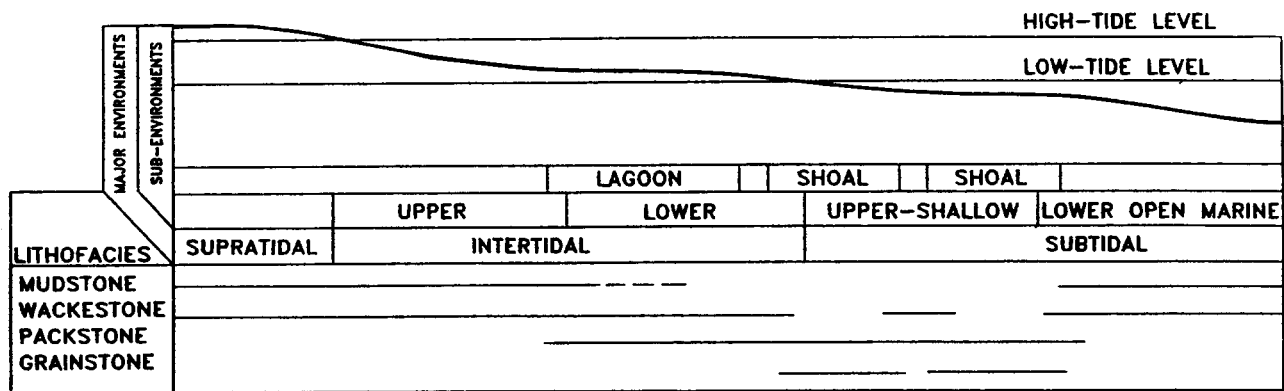 HIGH-TIDE LEVEL
LOW-TIDE LEVEL
MAJOR ENVIRONMENTS
SUB-ENVIRONMENTS
LAGOON SHOAL SHOAL
UPPER LOWER UPPER-SHALLOW LOWER OPEN MARINE
LITHOFACIES SUPRATIDAL INTERTIDAL SUBTIDAL
MUDSTONE
WACKESTONE
PACKSTONE
GRAINSTONE